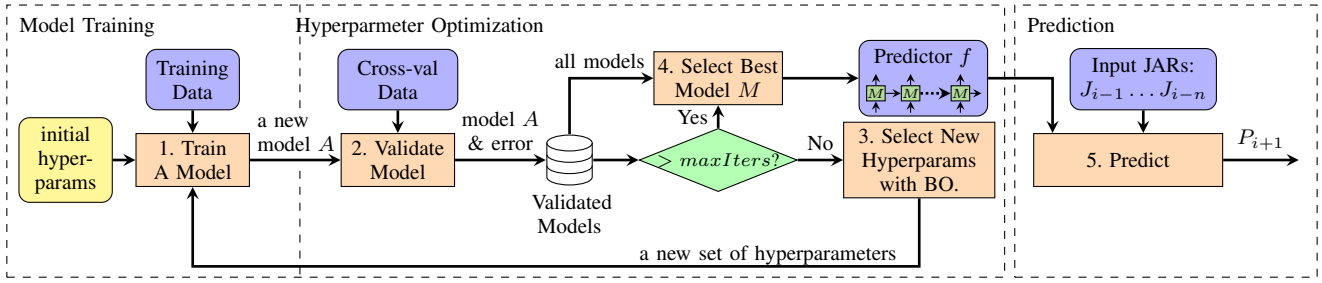 Model Training
Hyperparmeter Optimization
Prediction
Training
Data
Cross-val
Data
all models
4. Select Best
Model M
Predictor f
M
M
M
Input JARs:
J_{i−1} … J_{i−n}
initial
hyper-
params
1. Train
A Model
a new
model A
2. Validate
Model
model A
& error
Validated
Models
Yes
> maxIters?
No
3. Select New
Hyperparams
with BO.
5. Predict
P_{i+1}
a new set of hyperparameters